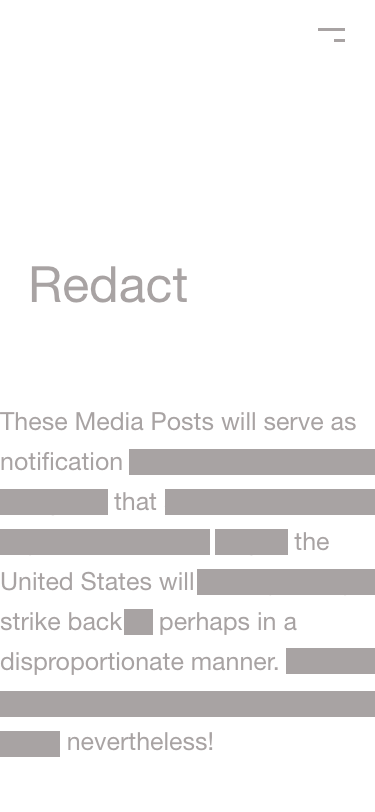 Redact
These Media Posts will serve as
notification
that
the
United States will
strike back perhaps in a
disproportionate manner.
nevertheless!